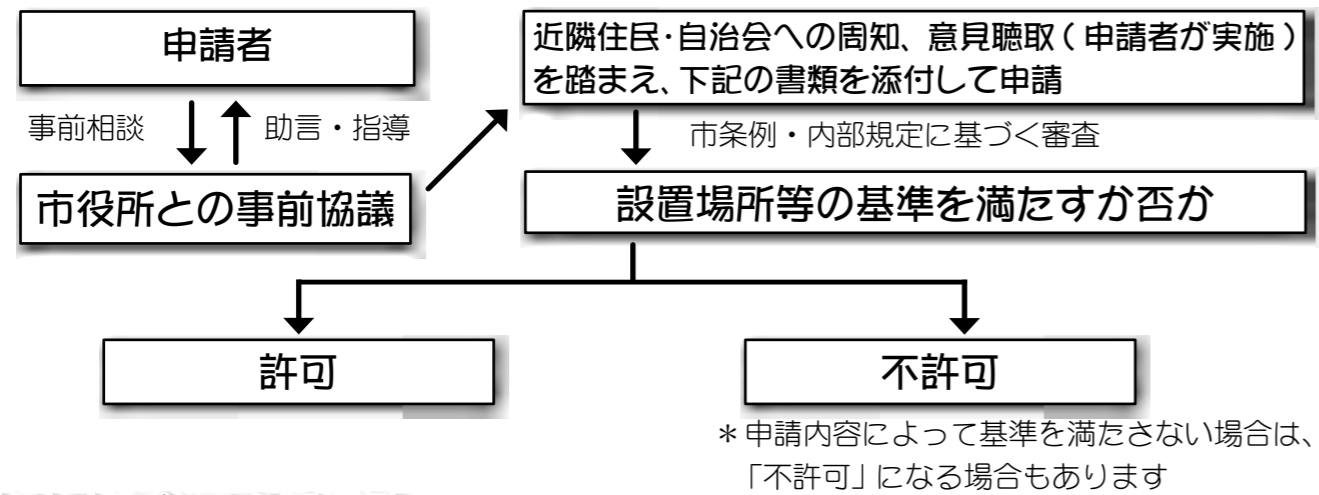 申請者
事前相談
助言・指導
市役所との事前協議
近隣住民・自治会への周知、意見聴取(申請者が実施)
を踏まえ、下記の書類を添付して申請
市条例・内部規定に基づく審査
設置場所等の基準を満たすか否か
許可
不許可
*申請内容によって基準を満たさない場合は、
「不許可」になる場合もあります